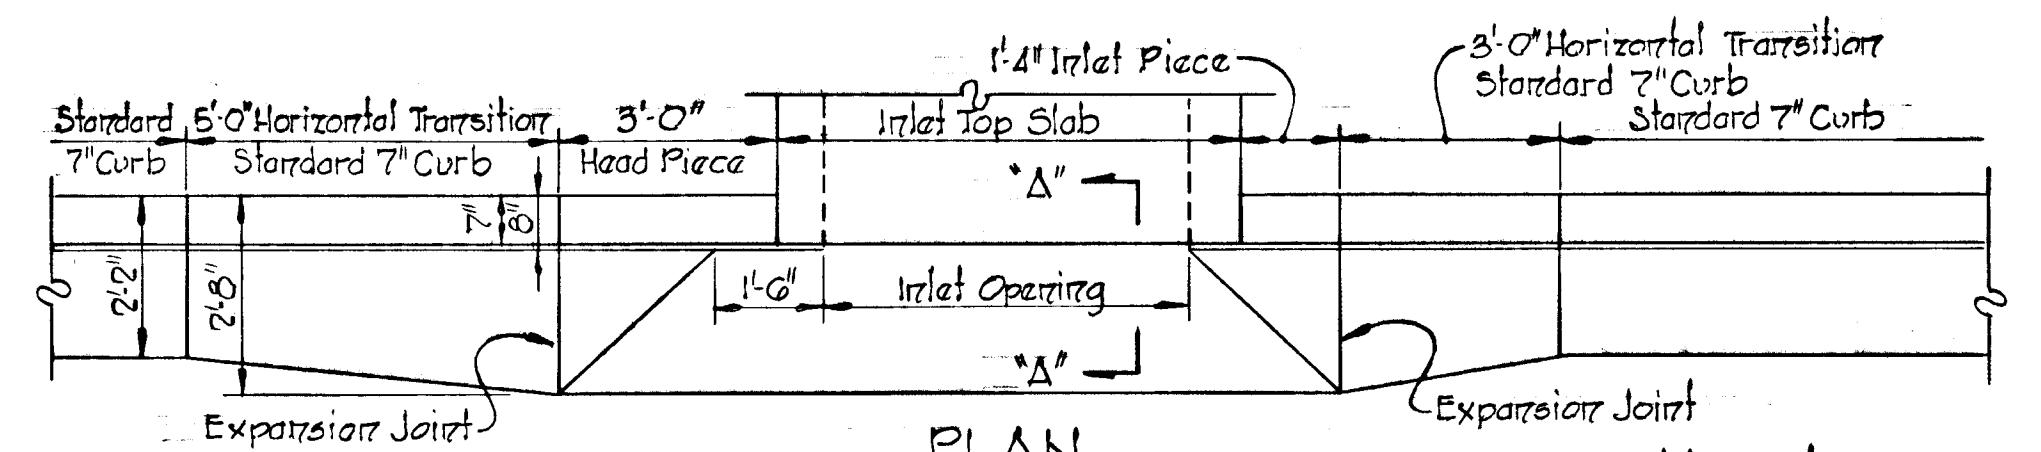 1'-4" Inlet Piece
3'-0" Horizontal Transition
Standard 7" Curb
Standard 7" Curb
Standard
7" Curb
5'-0" Horizontal Transition
Standard 7" Curb
3'-0"
Head Piece
Inlet Top Slab
"A"
7"
8"
2'-2"
2'-8"
1'-6"
Inlet Opening
"A"
Expansion Joint
Expansion Joint
PLAN